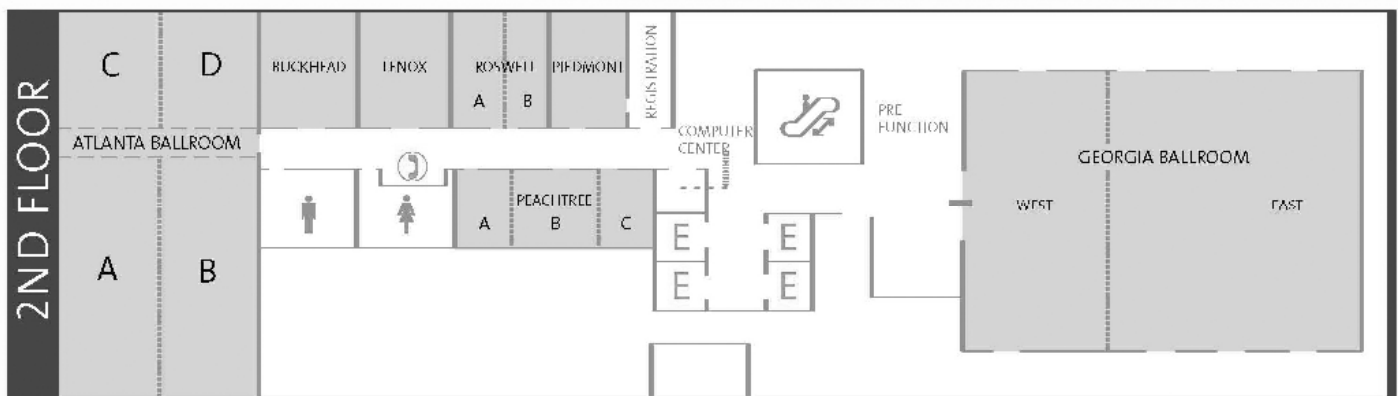 2ND FLOOR
C
D
BUCKHEAD
LENOX
ROSWELL
A
B
PIEDMONT
REGISTRATION
ATLANTA BALLROOM
A
B
PEACHTREE
A
B
C
COMPUTER
CENTER
E
E
E
E
PRE
FUNCTION
GEORGIA BALLROOM
WEST
EAST